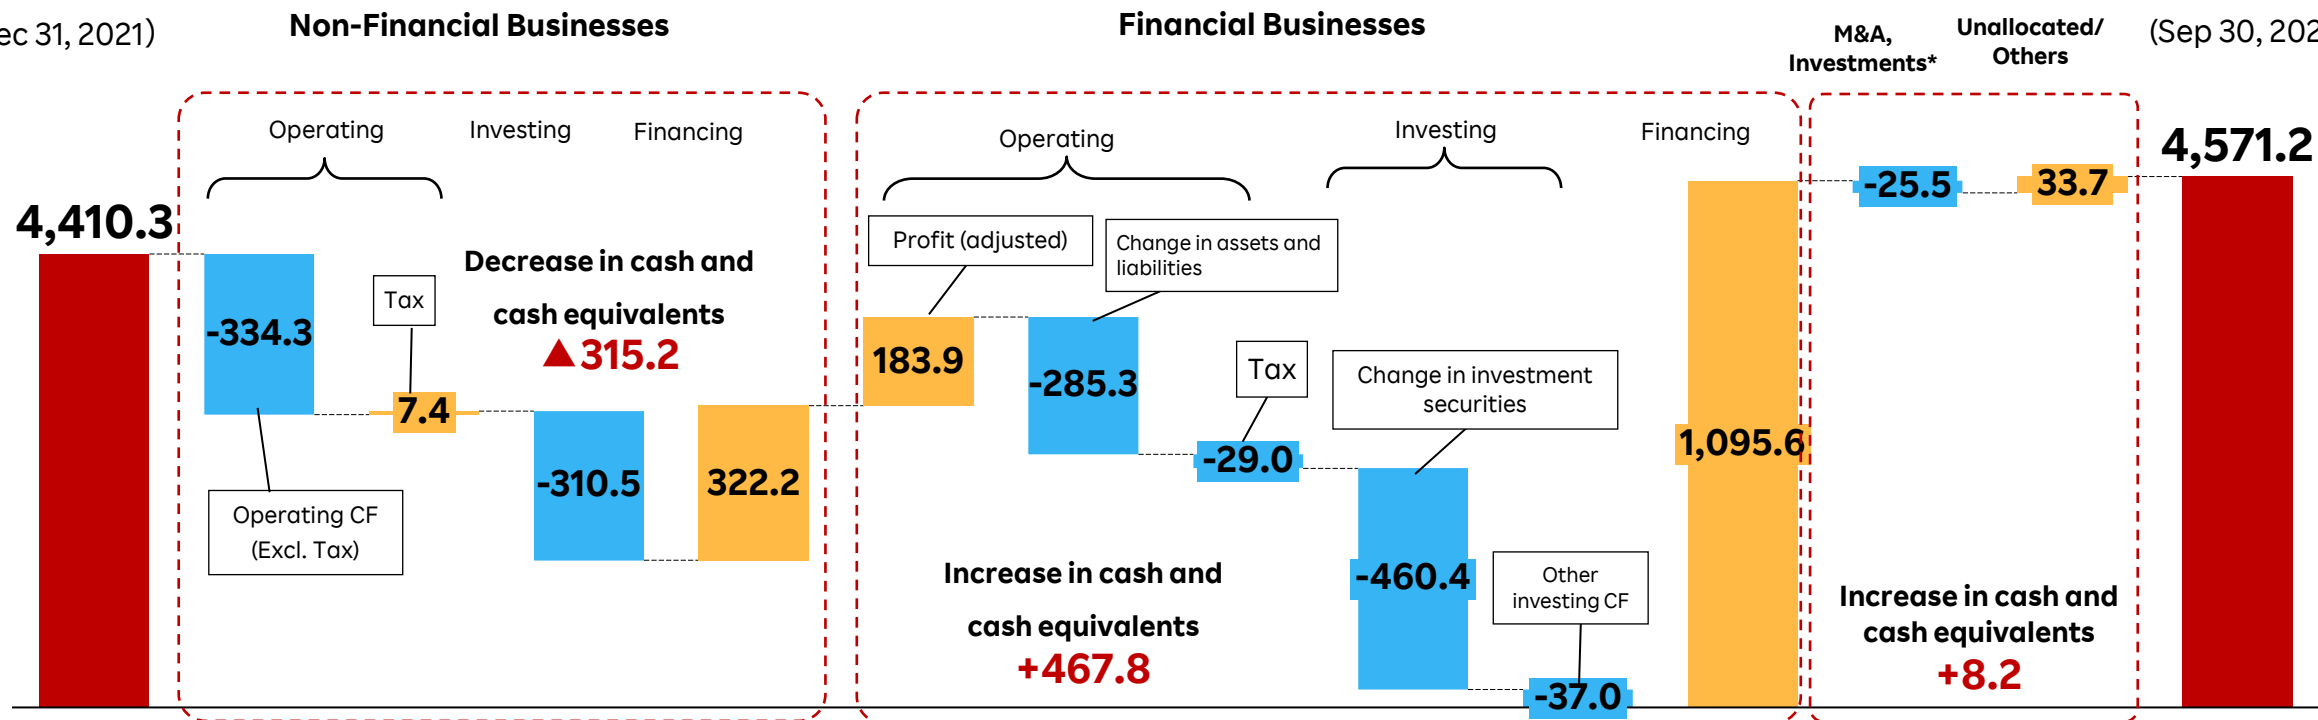 ec 31, 2021)
Non-Financial Businesses
Financial Businesses
M&A,
Investments*
Unallocated/
Others
(Sep 30, 202
Operating
Investing
Financing
Operating
Investing
Financing
4,410.3
-334.3
Operating CF
(Excl. Tax)
Tax
7.4
Decrease in cash and
cash equivalents
▲315.2
-310.5
322.2
Profit (adjusted)
183.9
Change in assets and
liabilities
-285.3
Tax
-29.0
Change in investment
securities
-460.4
Other
investing CF
-37.0
Increase in cash and
cash equivalents
+467.8
1,095.6
-25.5
33.7
Increase in cash and
cash equivalents
+8.2
4,571.2